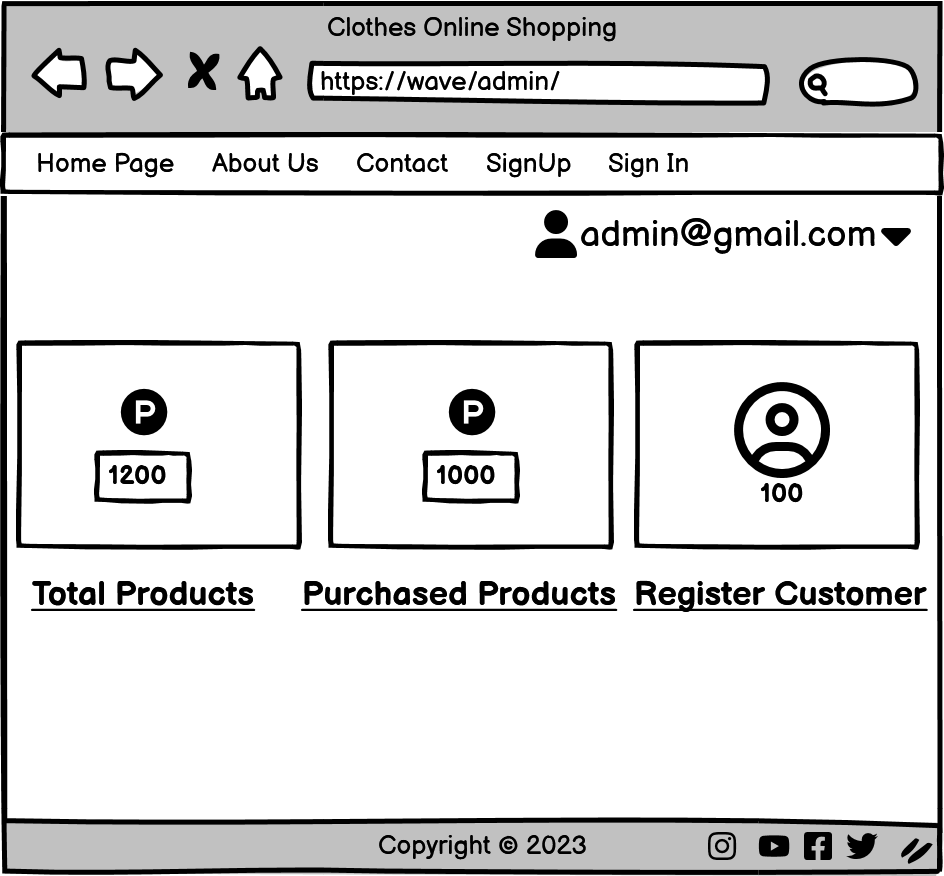 Clothes Online Shopping
https://wave/admin/
Home Page About Us Contact SignUp Sign In
admin@gmail.com
P P
1200 1000 100
Total Products Purchased Products Register Customer
Copyright © 2023